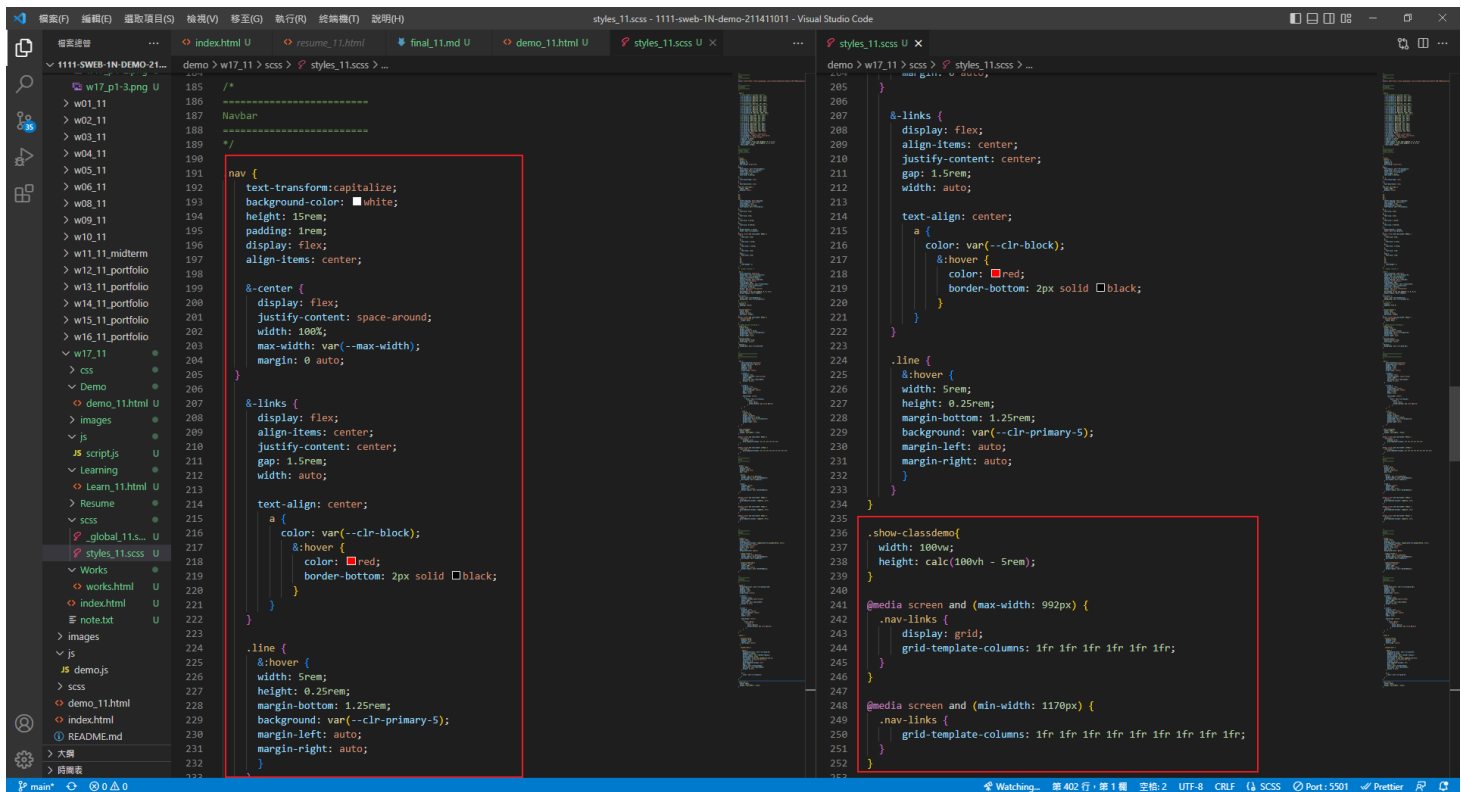 檔案(F) 編輯(E) 選取項目(S) 檢視(V) 移至(G) 執行(R) 終端機(T) 說明(H) styles_11.scss - 1111-sweb-1N-demo-211411011 - Visual Studio Code
檔案總管 ...
1111-SWEB-1N-DEMO-21...
w17_p1-3.png U
w01_11
w02_11
w03_11
w04_11
w05_11
w06_11
w08_11
w09_11
w10_11
w11_11_midterm
w12_11_portfolio
w13_11_portfolio
w14_11_portfolio
w15_11_portfolio
w16_11_portfolio
w17_11
css
Demo
demo_11.html U
images
js
JS script.js U
Learning
Learn_11.html U
Resume
scss
_global_11.s... U
styles_11.scss U
Works
works.html U
index.html U
note.txt U
images
js
JS demo.js
scss
demo_11.html
index.html
README.md
大綱
時間表
35
index.html U resume_11.html final_11.md U demo_11.html U styles_11.scss U ...
demo > w17_11 > scss > styles_11.scss > ...
185 /*
186 =========================
187 Navbar
188 =========================
189 */
190
191 .nav {
192 text-transform:capitalize;
193 background-color: white;
194 height: 15rem;
195 padding: 1rem;
196 display: flex;
197 align-items: center;
198
199 &-center {
200 display: flex;
201 justify-content: space-around;
202 width: 100%;
203 max-width: var(--max-width);
204 margin: 0 auto;
205 }
206
207 &-links {
208 display: flex;
209 align-items: center;
210 justify-content: center;
211 gap: 1.5rem;
212 width: auto;
213
214 text-align: center;
215 a {
216 color: var(--clr-block);
217 &:hover {
218 color: red;
219 border-bottom: 2px solid black;
220 }
221 }
222 }
223
224 .line {
225 &:hover {
226 width: 5rem;
227 height: 0.25rem;
228 margin-bottom: 1.25rem;
229 background: var(--clr-primary-5);
230 margin-left: auto;
231 margin-right: auto;
232 }
styles_11.scss U
demo > w17_11 > scss > styles_11.scss > ...
204 margin: 0 auto;
205 }
206
207 &-links {
208 display: flex;
209 align-items: center;
210 justify-content: center;
211 gap: 1.5rem;
212 width: auto;
213
214 text-align: center;
215 a {
216 color: var(--clr-block);
217 &:hover {
218 color: red;
219 border-bottom: 2px solid black;
220 }
221 }
222 }
223
224 .line {
225 &:hover {
226 width: 5rem;
227 height: 0.25rem;
228 margin-bottom: 1.25rem;
229 background: var(--clr-primary-5);
230 margin-left: auto;
231 margin-right: auto;
232 }
233 }
234 }
235
236 .show-classdemo{
237 width: 100vw;
238 height: calc(100vh - 5rem);
239 }
240
241 @media screen and (max-width: 992px) {
242 .nav-links {
243 display: grid;
244 grid-template-columns: 1fr 1fr 1fr 1fr 1fr 1fr;
245 }
246 }
247
248 @media screen and (min-width: 1170px) {
249 .nav-links {
250 grid-template-columns: 1fr 1fr 1fr 1fr 1fr 1fr 1fr 1fr;
251 }
252 }
main* 0 0 Watching... 第 402 行，第 1 欄 空格: 2 UTF-8 CRLF SCSS Port : 5501 Prettier